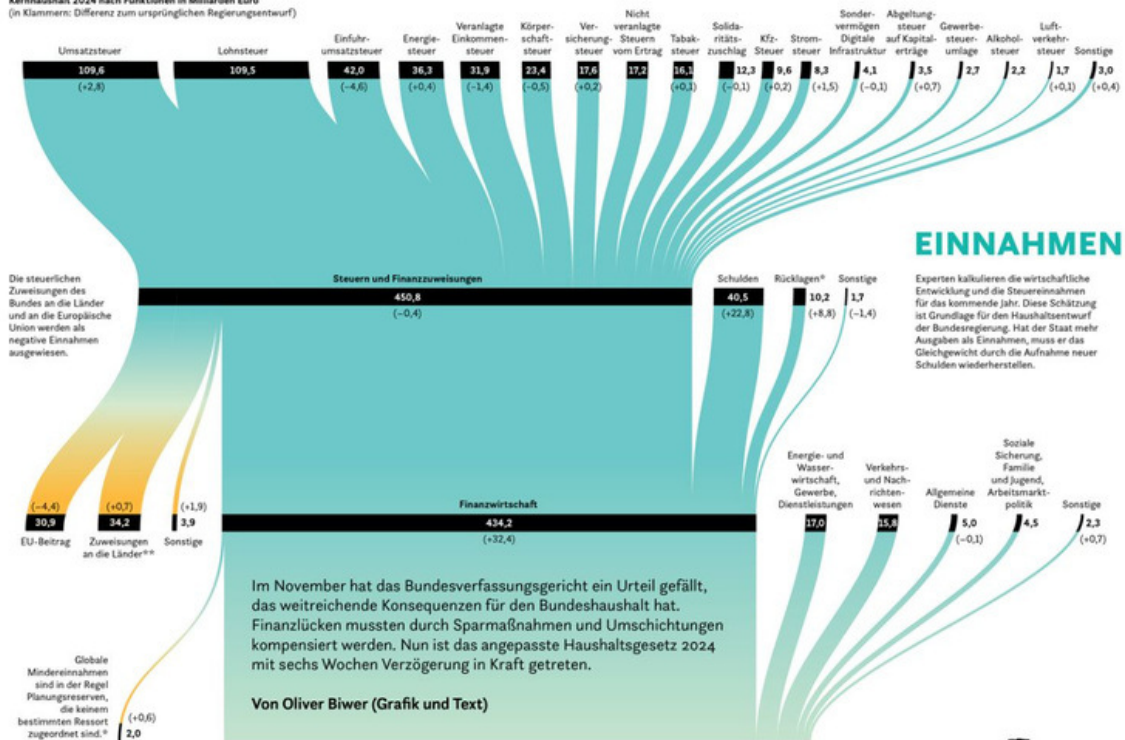 Kernhaushalt 2024 nach Funktionen in Milliarden Euro
(in Klammern: Differenz zum ursprünglichen Regierungsentwurf)
Umsatzsteuer
109,6
(+2,8)
Lohnsteuer
109,5
Einfuhr-
umsatzsteuer
42,0
(−4,6)
Energie-
steuer
36,3
(+0,4)
Veranlagte
Einkommen-
steuer
31,9
(−1,4)
Körper-
schaft-
steuer
23,4
(−0,5)
Ver-
sicherung-
steuer
17,6
(+0,2)
Nicht
veranlagte
Steuern
vom Ertrag
17,2
Tabak-
steuer
16,1
(+0,1)
Solida-
ritäts-
zuschlag
12,3
(−0,1)
Kfz-
Steuer
9,6
(+0,2)
Strom-
steuer
8,3
(+1,5)
Sonder-
vermögen
Digitale
Infrastruktur
4,1
(−0,1)
Abgeltung-
steuer
auf Kapital-
erträge
3,5
(+0,7)
Gewerbe-
steuer-
umlage
2,7
Alkohol-
steuer
2,2
Luft-
verkehr-
steuer
1,7
(+0,1)
Sonstige
3,0
(+0,4)
EINNAHMEN
Experten kalkulieren die wirtschaftliche
Entwicklung und die Steuereinnahmen
für das kommende Jahr. Diese Schätzung
ist Grundlage für den Haushaltsentwurf
der Bundesregierung. Hat der Staat mehr
Ausgaben als Einnahmen, muss er das
Gleichgewicht durch die Aufnahme neuer
Schulden wiederherstellen.
Die steuerlichen
Zuweisungen des
Bundes an die Länder
und an die Europäische
Union werden als
negative Einnahmen
ausgewiesen.
Steuern und Finanzzuweisungen
450,8
(−0,4)
Schulden
40,5
(+22,8)
Rücklagen*
10,2
(+8,8)
Sonstige
1,7
(−1,4)
(−4,4)
30,9
EU-Beitrag
(+0,7)
34,2
Zuweisungen
an die Länder**
(+1,9)
3,9
Sonstige
Finanzwirtschaft
434,2
(+32,4)
Energie- und
Wasser-
wirtschaft,
Gewerbe,
Dienstleistungen
17,0
Verkehrs-
und Nach-
richten-
wesen
15,8
Allgemeine
Dienste
5,0
(−0,1)
Soziale
Sicherung,
Familie
und Jugend,
Arbeitsmarkt-
politik
4,5
Sonstige
2,3
(+0,7)
Im November hat das Bundesverfassungsgericht ein Urteil gefällt,
das weitreichende Konsequenzen für den Bundeshaushalt hat.
Finanzlücken mussten durch Sparmaßnahmen und Umschichtungen
kompensiert werden. Nun ist das angepasste Haushaltsgesetz 2024
mit sechs Wochen Verzögerung in Kraft getreten.
Von Oliver Biwer (Grafik und Text)
Globale
Mindereinnahmen
sind in der Regel
Planungsreserven,
die keinem
bestimmten Ressort
zugeordnet sind.*
(+0,6)
2,0